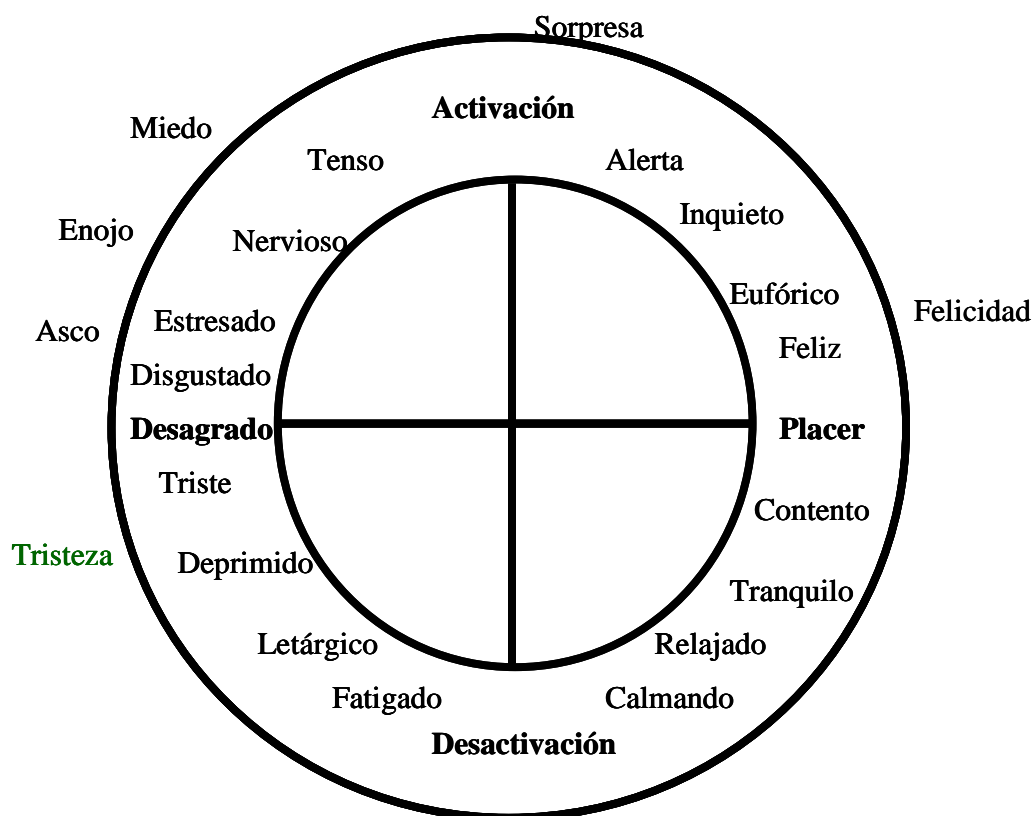 Sorpresa
Activación
Miedo
Tenso
Alerta
Inquieto
Enojo
Nervioso
Eufórico
Felicidad
Estresado
Asco
Feliz
Disgustado
Desagrado
Placer
Triste
Contento
Tristeza
Deprimido
Tranquilo
Letárgico
Relajado
Fatigado
Calmando
Desactivación